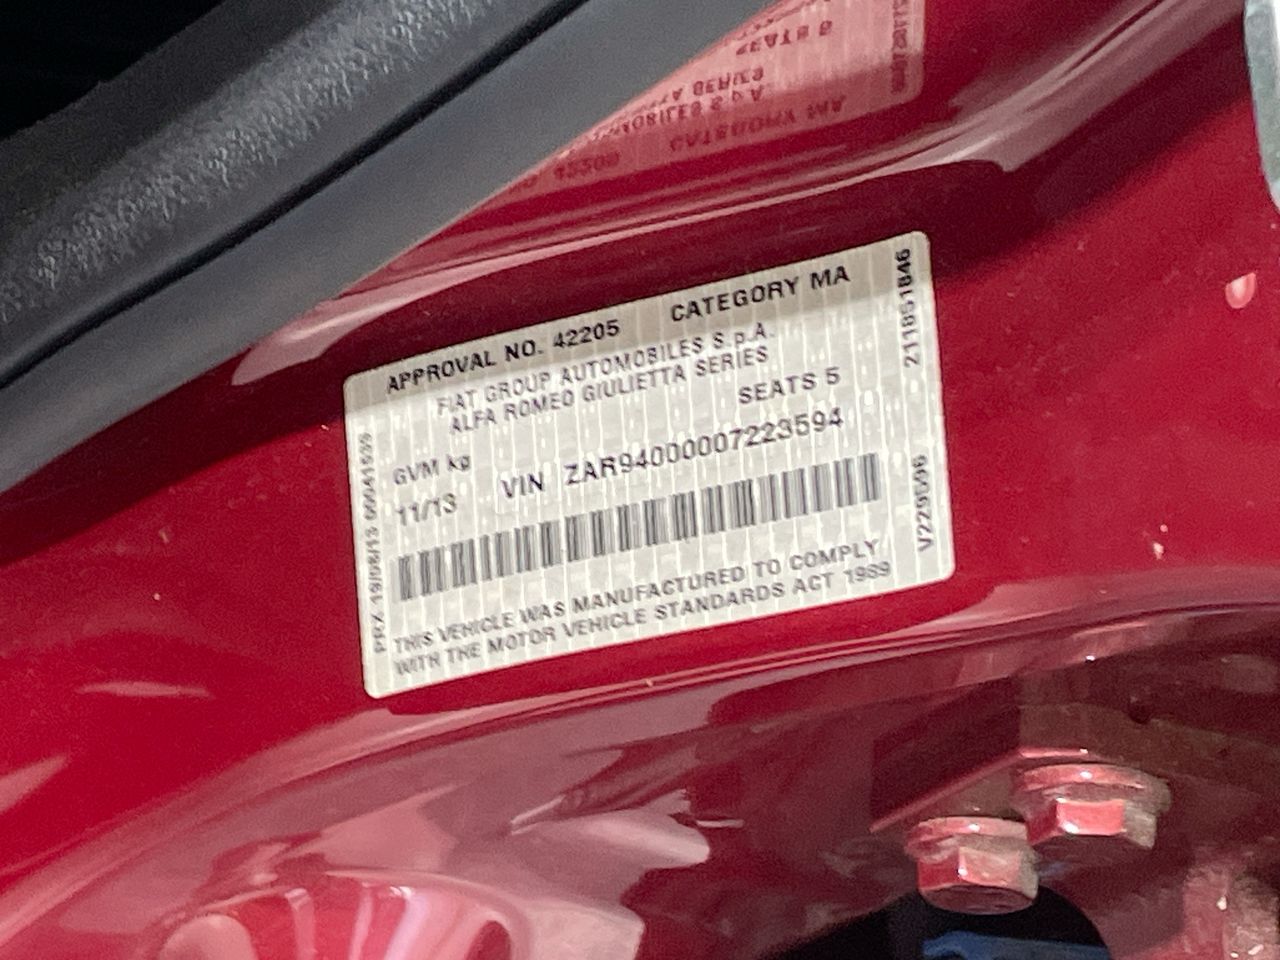 APPROVAL NO. 42205 CATEGORY MA
FIAT GROUP AUTOMOBILES S.p.A.
ALFA ROMEO GIULIETTA SERIES
SEATS 5
GVM kg
11/13 VIN ZAR94000007223594
THIS VEHICLE WAS MANUFACTURED TO COMPLY
WITH THE MOTOR VEHICLE STANDARDS ACT 1989
211851846